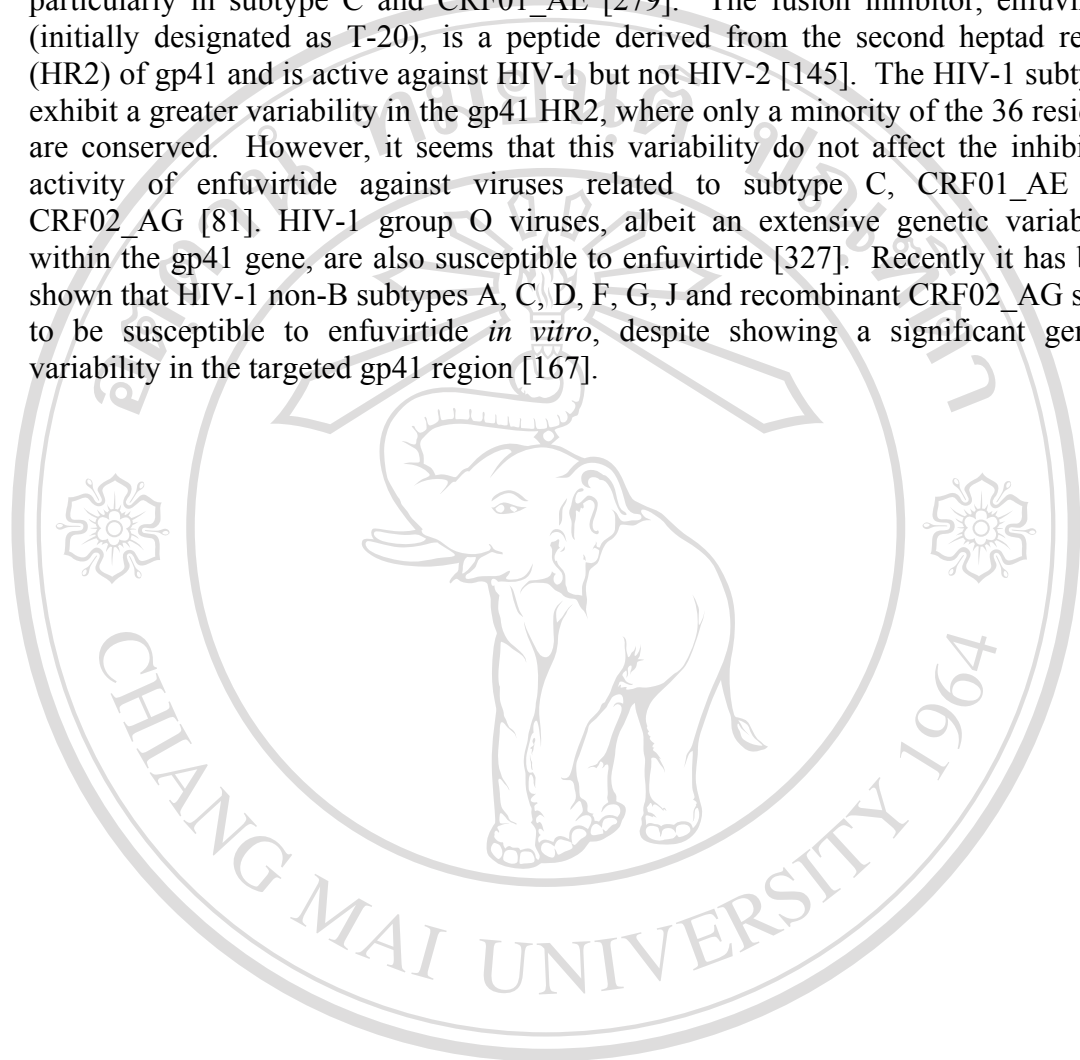 particularly in subtype C and CRF01_AE [279]. The fusion inhibitor, enfuvi
(initially designated as T-20), is a peptide derived from the second heptad re
(HR2) of gp41 and is active against HIV-1 but not HIV-2 [145]. The HIV-1 subty
exhibit a greater variability in the gp41 HR2, where only a minority of the 36 resid
are conserved. However, it seems that this variability do not affect the inhibi
activity of enfuvirtide against viruses related to subtype C, CRF01_AE
CRF02_AG [81]. HIV-1 group O viruses, albeit an extensive genetic variab
within the gp41 gene, are also susceptible to enfuvirtide [327]. Recently it has b
shown that HIV-1 non-B subtypes A, C, D, F, G, J and recombinant CRF02_AG s
to be susceptible to enfuvirtide in vitro, despite showing a significant gen
variability in the targeted gp41 region [167].
CHIANG MAI UNIVERSITY 1964